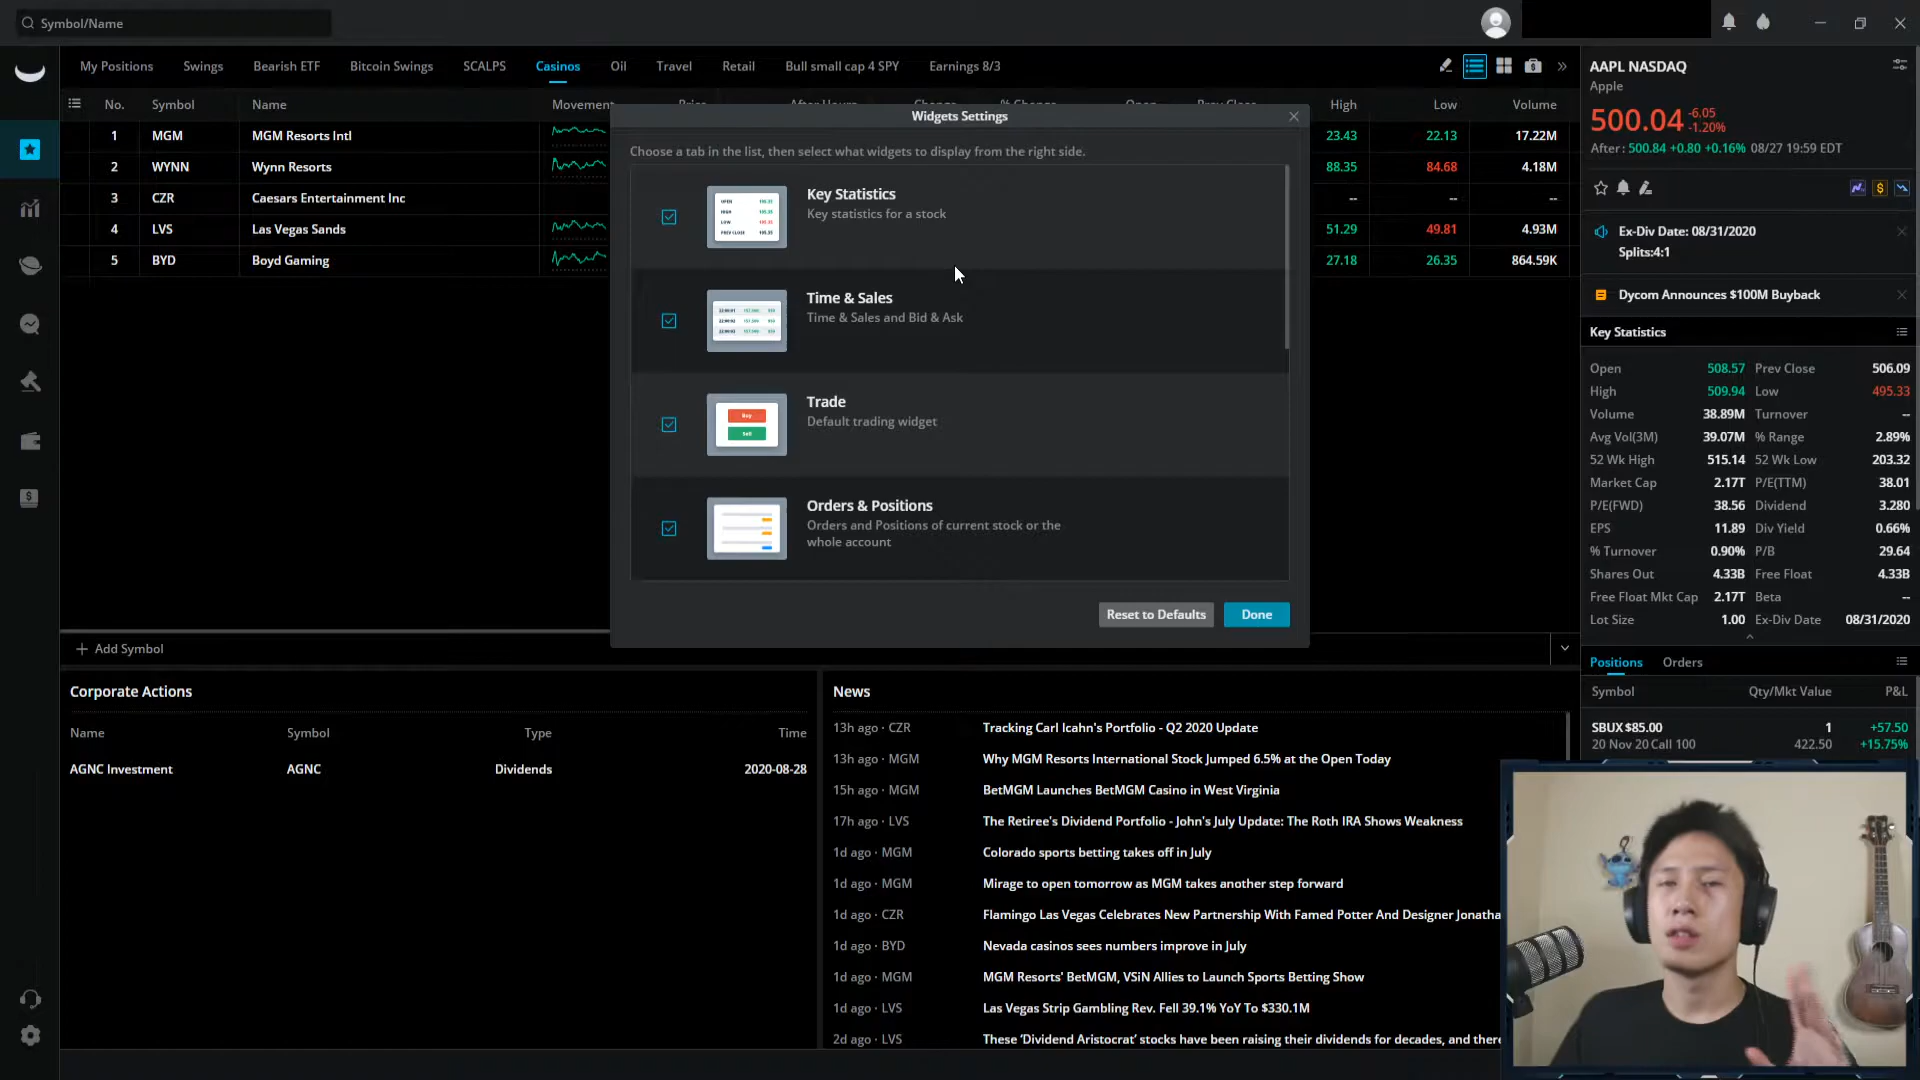 Symbol/Name
My Positions Swings Bearish ETF Bitcoin Swings SCALPS Casinos Oil Travel Retail Bull small cap 4 SPY Earnings 8/3
No. Symbol Name Movement Price After Hours Change % Change Open Prev Close High Low Volume
1 MGM MGM Resorts Intl 23.43 22.13 17.22M
2 WYNN Wynn Resorts 88.35 84.68 4.18M
3 CZR Caesars Entertainment Inc -- -- --
4 LVS Las Vegas Sands 51.29 49.81 4.93M
5 BYD Boyd Gaming 27.18 26.35 864.59K
Widgets Settings
Choose a tab in the list, then select what widgets to display from the right side.
Key Statistics
Key statistics for a stock
Time & Sales
Time & Sales and Bid & Ask
Trade
Default trading widget
Buy
Sell
Orders & Positions
Orders and Positions of current stock or the
whole account
Reset to Defaults Done
+ Add Symbol
Corporate Actions
Name Symbol Type Time
AGNC Investment AGNC Dividends 2020-08-28
News
13h ago · CZR Tracking Carl Icahn's Portfolio - Q2 2020 Update
13h ago · MGM Why MGM Resorts International Stock Jumped 6.5% at the Open Today
15h ago · MGM BetMGM Launches BetMGM Casino in West Virginia
17h ago · LVS The Retiree's Dividend Portfolio - John's July Update: The Roth IRA Shows Weakness
1d ago · MGM Colorado sports betting takes off in July
1d ago · MGM Mirage to open tomorrow as MGM takes another step forward
1d ago · CZR Flamingo Las Vegas Celebrates New Partnership With Famed Potter And Designer Jonatha
1d ago · BYD Nevada casinos sees numbers improve in July
1d ago · MGM MGM Resorts' BetMGM, VSiN Allies to Launch Sports Betting Show
1d ago · LVS Las Vegas Strip Gambling Rev. Fell 39.1% YoY To $330.1M
2d ago · LVS These 'Dividend Aristocrat' stocks have been raising their dividends for decades, and there
AAPL NASDAQ
Apple
500.04 -6.05
-1.20%
After: 500.84 +0.80 +0.16% 08/27 19:59 EDT
Ex-Div Date: 08/31/2020
Splits:4:1
Dycom Announces $100M Buyback
Key Statistics
Open 508.57 Prev Close 506.09
High 509.94 Low 495.33
Volume 38.89M Turnover --
Avg Vol(3M) 39.07M % Range 2.89%
52 Wk High 515.14 52 Wk Low 203.32
Market Cap 2.17T P/E(TTM) 38.01
P/E(FWD) 38.56 Dividend 3.280
EPS 11.89 Div Yield 0.66%
% Turnover 0.90% P/B 29.64
Shares Out 4.33B Free Float 4.33B
Free Float Mkt Cap 2.17T Beta --
Lot Size 1.00 Ex-Div Date 08/31/2020
Positions Orders
Symbol Qty/Mkt Value P&L
SBUX $85.00 1 +57.50
20 Nov 20 Call 100 422.50 +15.75%